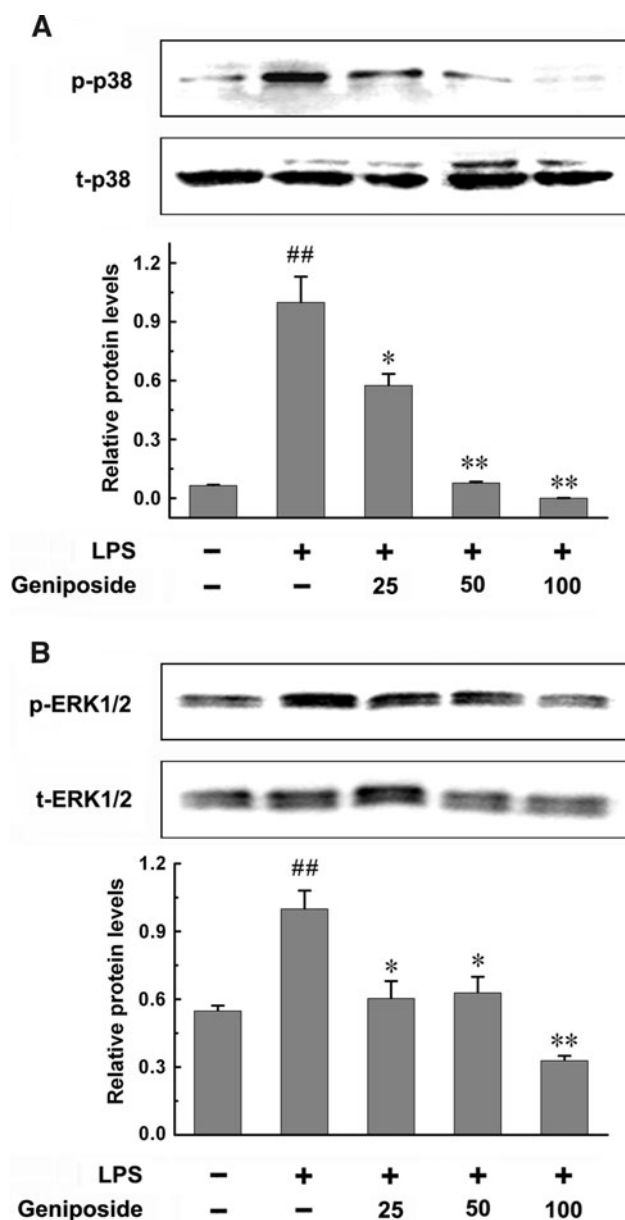 A
p-p38
t-p38
Relative protein levels
1.2
0.9
0.6
0.3
0.0
##
*
**
**
LPS − + + + +
Geniposide − − 25 50 100
B
p-ERK1/2
t-ERK1/2
Relative protein levels
1.2
0.9
0.6
0.3
0.0
##
*
*
**
LPS − + + + +
Geniposide − − 25 50 100